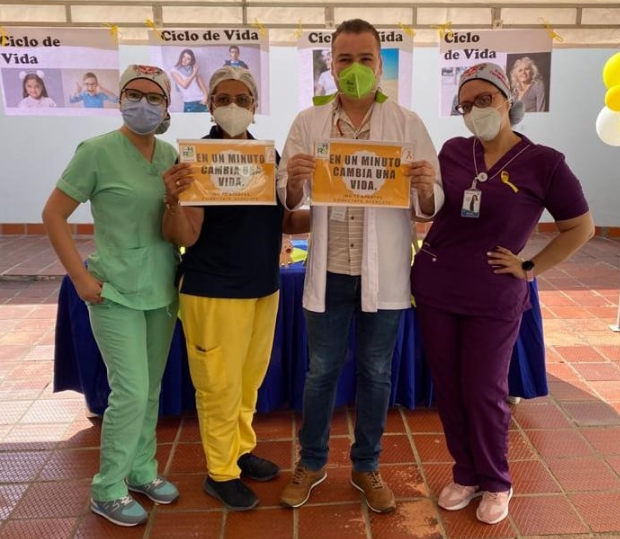 Ciclo de
Vida
Ciclo de Vida
Ciclo de Vida
Ciclo
de Vida
EN UN MINUTO
CAMBIA UNA
VIDA.
EN UN MINUTO
CAMBIA UNA
VIDA.